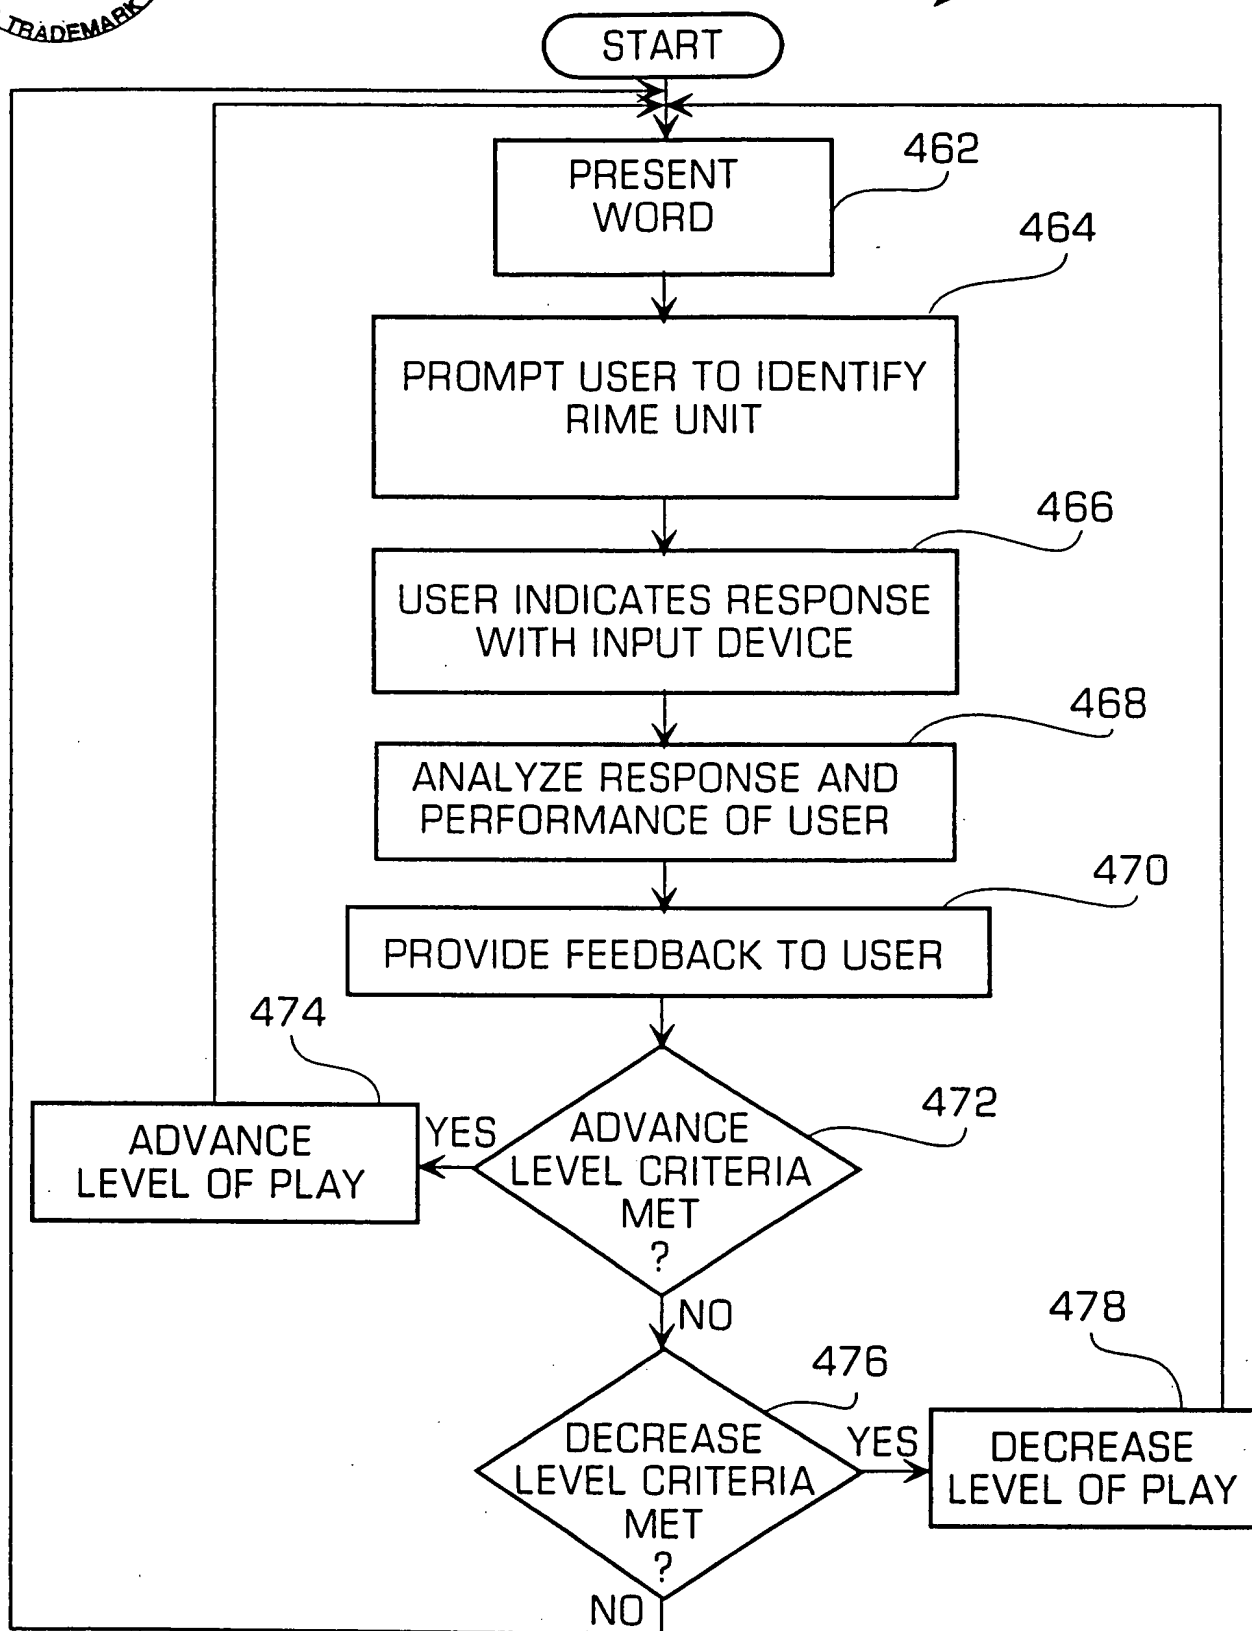 TRADEMARK
START
PRESENT
WORD
462
464
PROMPT USER TO IDENTIFY
RIME UNIT
466
USER INDICATES RESPONSE
WITH INPUT DEVICE
468
ANALYZE RESPONSE AND
PERFORMANCE OF USER
470
PROVIDE FEEDBACK TO USER
474
472
ADVANCE
LEVEL OF PLAY
YES
ADVANCE
LEVEL CRITERIA
MET
?
NO
478
476
DECREASE
LEVEL CRITERIA
MET
?
YES
DECREASE
LEVEL OF PLAY
NO